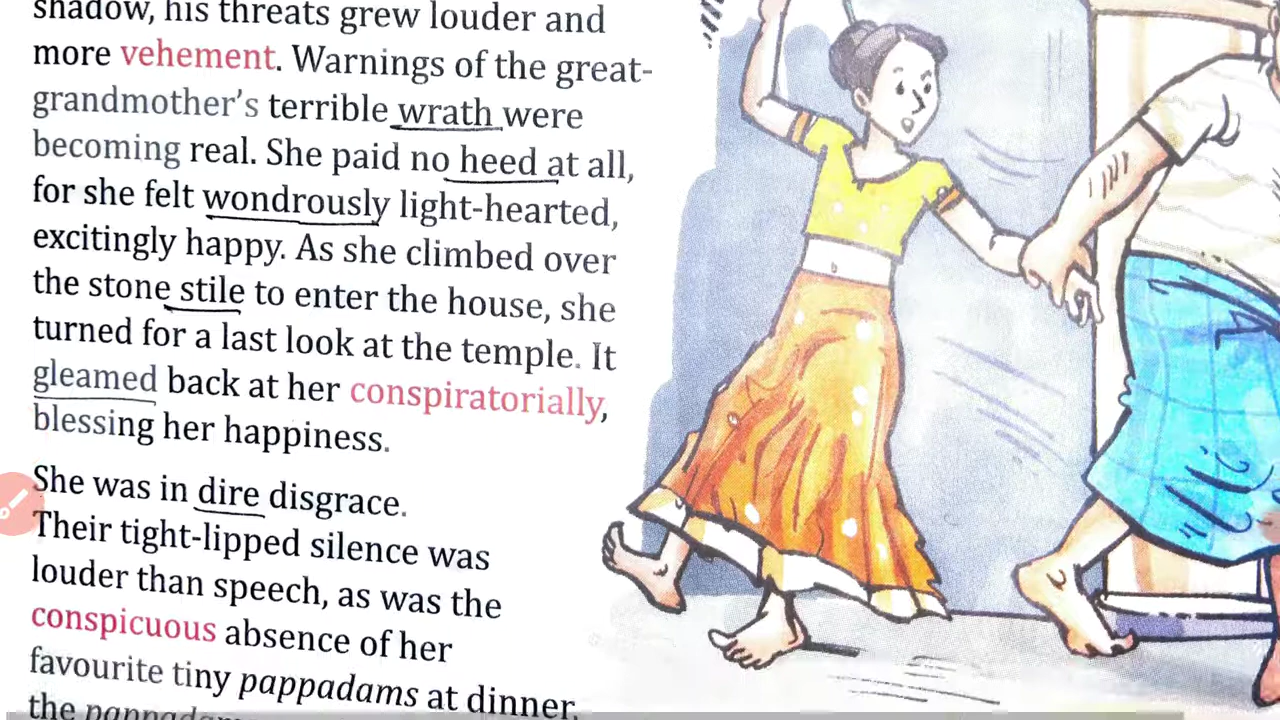 shadow, his threats grew louder and
more vehement. Warnings of the great-
grandmother's terrible wrath were
becoming real. She paid no heed at all,
for she felt wondrously light-hearted,
excitingly happy. As she climbed over
the stone stile to enter the house, she
turned for a last look at the temple. It
gleamed back at her conspiratorially,
blessing her happiness.
She was in dire disgrace.
Their tight-lipped silence was
louder than speech, as was the
conspicuous absence of her
favourite tiny pappadams at dinner,
the